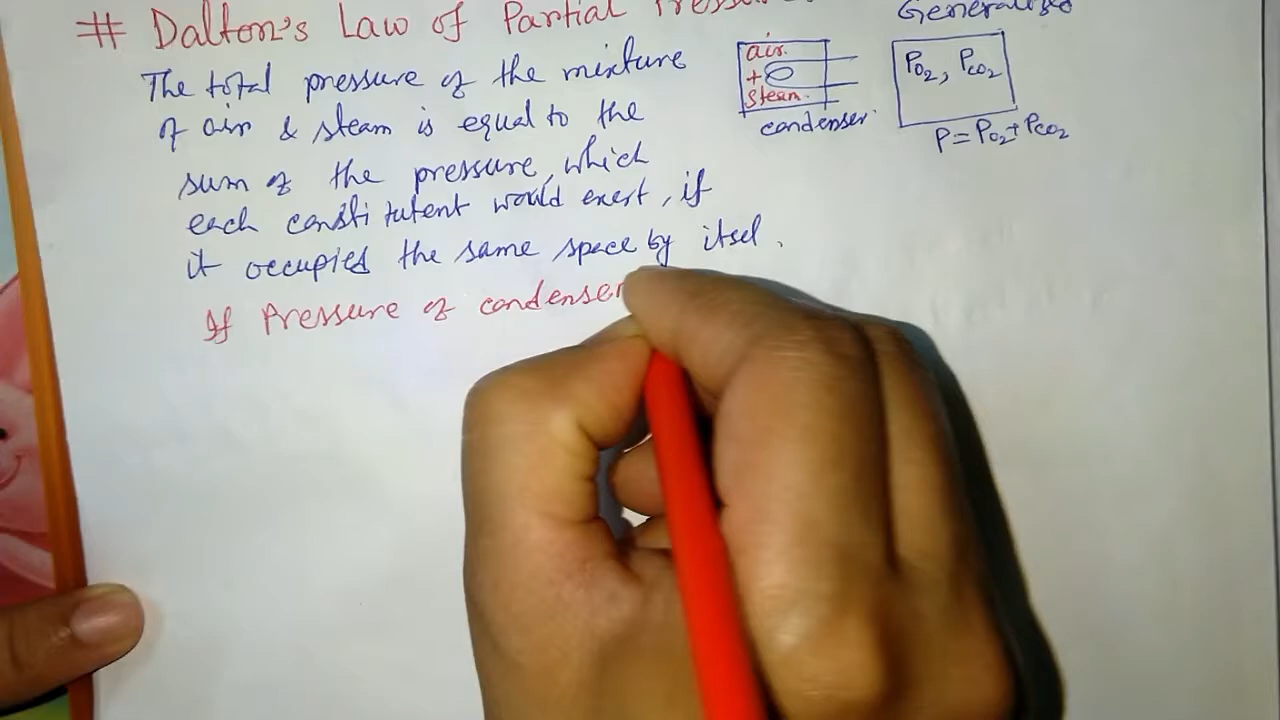 # Dalton's Law of Partial
The total pressure of the mixture
of air & steam is equal to the
sum of the pressure, which
each constitutent would exert, if
it occupied the same space by itsel.
If Pressure of condenser
air.
+
steam.
condenser.
Generalised
PO2, PCO2
P=PO2+PCO2